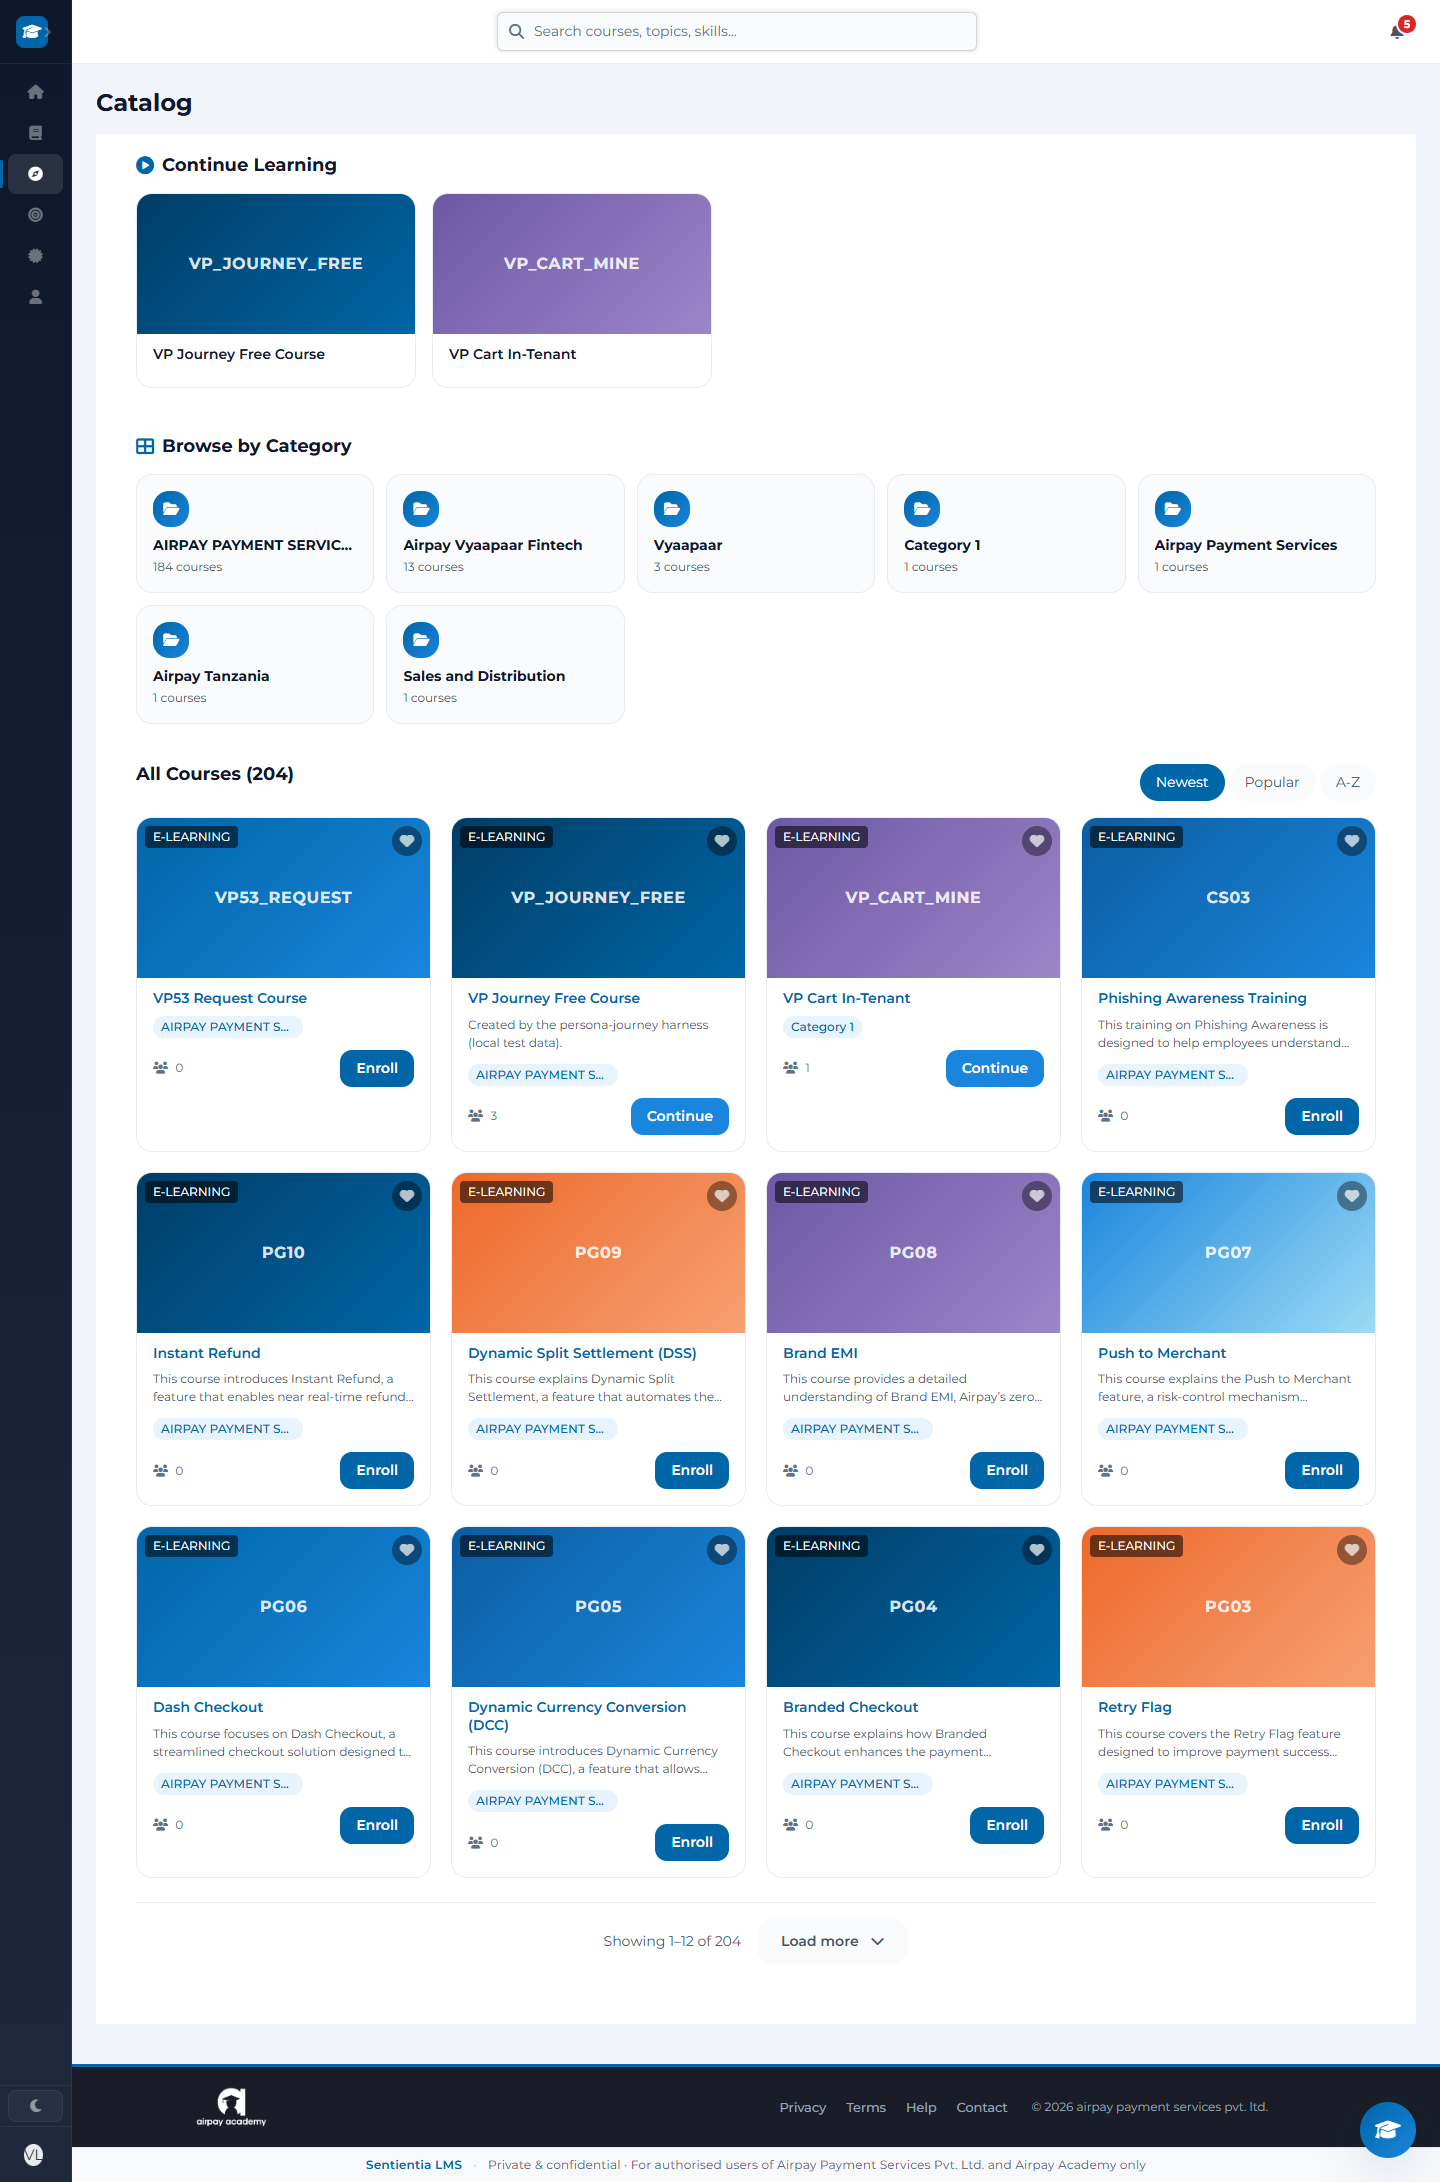 Search courses, topics, skills...
5
Catalog
Continue Learning
VP_JOURNEY_FREE
VP Journey Free Course
VP_CART_MINE
VP Cart In-Tenant
Browse by Category
AIRPAY PAYMENT SERVIC...
184 courses
Airpay Vyaapaar Fintech
13 courses
Vyaapaar
3 courses
Category 1
1 courses
Airpay Payment Services
1 courses
Airpay Tanzania
1 courses
Sales and Distribution
1 courses
All Courses (204)
Newest
Popular
A-Z
E-LEARNING
VP53_REQUEST
VP53 Request Course
AIRPAY PAYMENT S...
0
Enroll
E-LEARNING
VP_JOURNEY_FREE
VP Journey Free Course
Created by the persona-journey harness
(local test data).
AIRPAY PAYMENT S...
3
Continue
E-LEARNING
VP_CART_MINE
VP Cart In-Tenant
Category 1
1
Continue
E-LEARNING
CS03
Phishing Awareness Training
This training on Phishing Awareness is
designed to help employees understand...
AIRPAY PAYMENT S...
0
Enroll
E-LEARNING
PG10
Instant Refund
This course introduces Instant Refund, a
feature that enables near real-time refund...
AIRPAY PAYMENT S...
0
Enroll
E-LEARNING
PG09
Dynamic Split Settlement (DSS)
This course explains Dynamic Split
Settlement, a feature that automates the...
AIRPAY PAYMENT S...
0
Enroll
E-LEARNING
PG08
Brand EMI
This course provides a detailed
understanding of Brand EMI, Airpay's zero...
AIRPAY PAYMENT S...
0
Enroll
E-LEARNING
PG07
Push to Merchant
This course explains the Push to Merchant
feature, a risk-control mechanism...
AIRPAY PAYMENT S...
0
Enroll
E-LEARNING
PG06
Dash Checkout
This course focuses on Dash Checkout, a
streamlined checkout solution designed t...
AIRPAY PAYMENT S...
0
Enroll
E-LEARNING
PG05
Dynamic Currency Conversion
(DCC)
This course introduces Dynamic Currency
Conversion (DCC), a feature that allows...
AIRPAY PAYMENT S...
0
Enroll
E-LEARNING
PG04
Branded Checkout
This course explains how Branded
Checkout enhances the payment...
AIRPAY PAYMENT S...
0
Enroll
E-LEARNING
PG03
Retry Flag
This course covers the Retry Flag feature
designed to improve payment success...
AIRPAY PAYMENT S...
0
Enroll
Showing 1–12 of 204
Load more
VL
airpay academy
Privacy
Terms
Help
Contact
© 2026 airpay payment services pvt. ltd.
Sentientia LMS · Private & confidential · For authorised users of Airpay Payment Services Pvt. Ltd. and Airpay Academy only